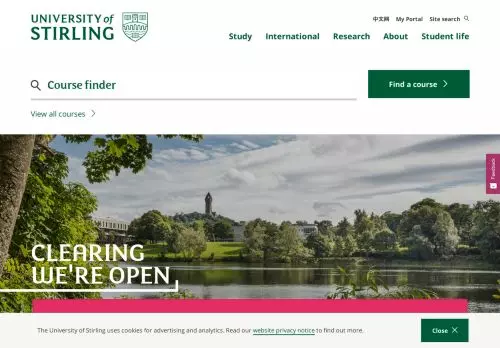 UNIVERSITY of
STIRLING
中文网 My Portal Site search
Study International Research About Student life
Course finder
Find a course
View all courses
Feedback
CLEARING
WE'RE OPEN
The University of Stirling uses cookies for advertising and analytics. Read our website privacy notice to find out more.
Close